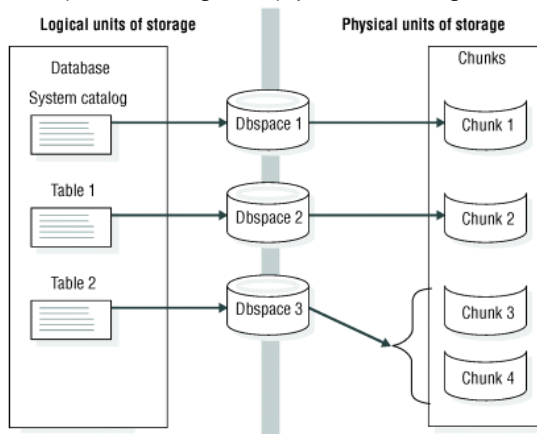 Logical units of storage
Physical units of storage
Database
Chunks
System catalog
Dbspace 1
Chunk 1
Table 1
Dbspace 2
Chunk 2
Table 2
Dbspace 3
Chunk 3
Chunk 4